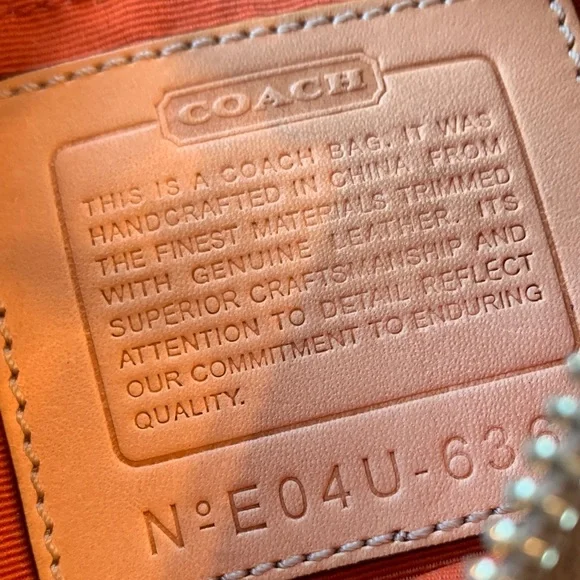 COACH
THIS IS A COACH BAG. IT WAS
HANDCRAFTED IN CHINA FROM
THE FINEST MATERIALS TRIMMED
WITH GENUINE LEATHER. ITS
SUPERIOR CRAFTSMANSHIP AND
ATTENTION TO DETAIL REFLECT
OUR COMMITMENT TO ENDURING
QUALITY.
Nº E04U-636